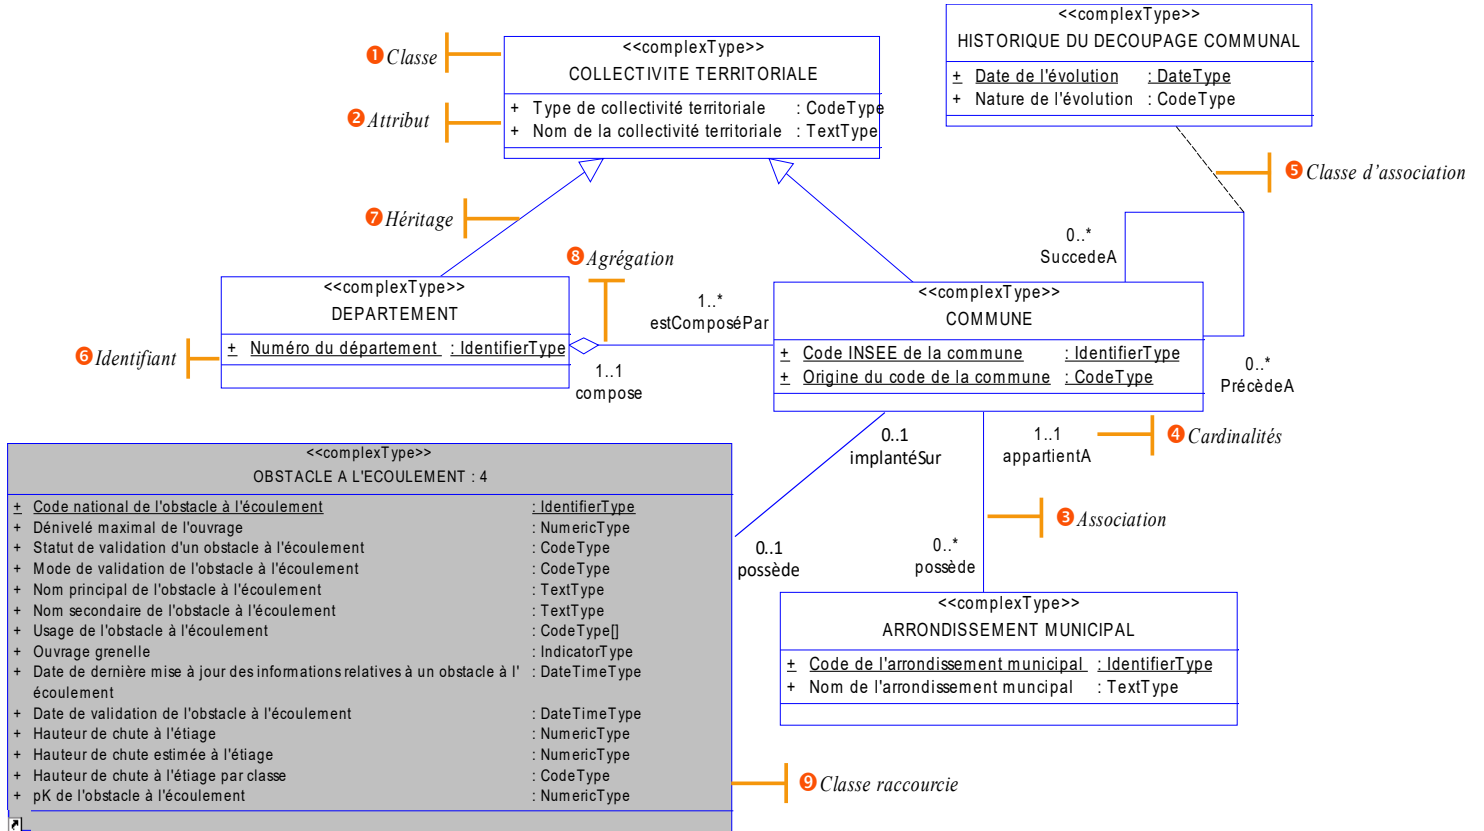 <<complexType>>
COLLECTIVITE TERRITORIALE
+ Type de collectivité territoriale : CodeType
+ Nom de la collectivité territoriale : TextType
<<complexType>>
HISTORIQUE DU DECOUPAGE COMMUNAL
+ Date de l'évolution : DateType
+ Nature de l'évolution : CodeType
1 Classe
2 Attribut
5 Classe d'association
7 Héritage
8 Agrégation
0..*
SuccedeA
<<complexType>>
DEPARTEMENT
+ Numéro du département : IdentifierType
6 Identifiant
1..*
estComposéPar
1..1
compose
<<complexType>>
COMMUNE
+ Code INSEE de la commune : IdentifierType
+ Origine du code de la commune : CodeType
0..*
PrécèdeA
0..1
implantéSur
1..1
appartientA
4 Cardinalités
<<complexType>>
OBSTACLE A L'ECOULEMENT : 4
+ Code national de l'obstacle à l'écoulement : IdentifierType
+ Dénivelé maximal de l'ouvrage : NumericType
+ Statut de validation d'un obstacle à l'écoulement : CodeType
+ Mode de validation de l'obstacle à l'écoulement : CodeType
+ Nom principal de l'obstacle à l'écoulement : TextType
+ Nom secondaire de l'obstacle à l'écoulement : TextType
+ Usage de l'obstacle à l'écoulement : CodeType[]
+ Ouvrage grenelle : IndicatorType
+ Date de dernière mise à jour des informations relatives à un obstacle à l' : DateTimeType
écoulement
+ Date de validation de l'obstacle à l'écoulement : DateTimeType
+ Hauteur de chute à l'étiage : NumericType
+ Hauteur de chute estimée à l'étiage : NumericType
+ Hauteur de chute à l'étiage par classe : CodeType
+ pK de l'obstacle à l'écoulement : NumericType
0..1
possède
0..*
possède
3 Association
<<complexType>>
ARRONDISSEMENT MUNICIPAL
+ Code de l'arrondissement municipal : IdentifierType
+ Nom de l'arrondissement muncipal : TextType
9 Classe raccourcie